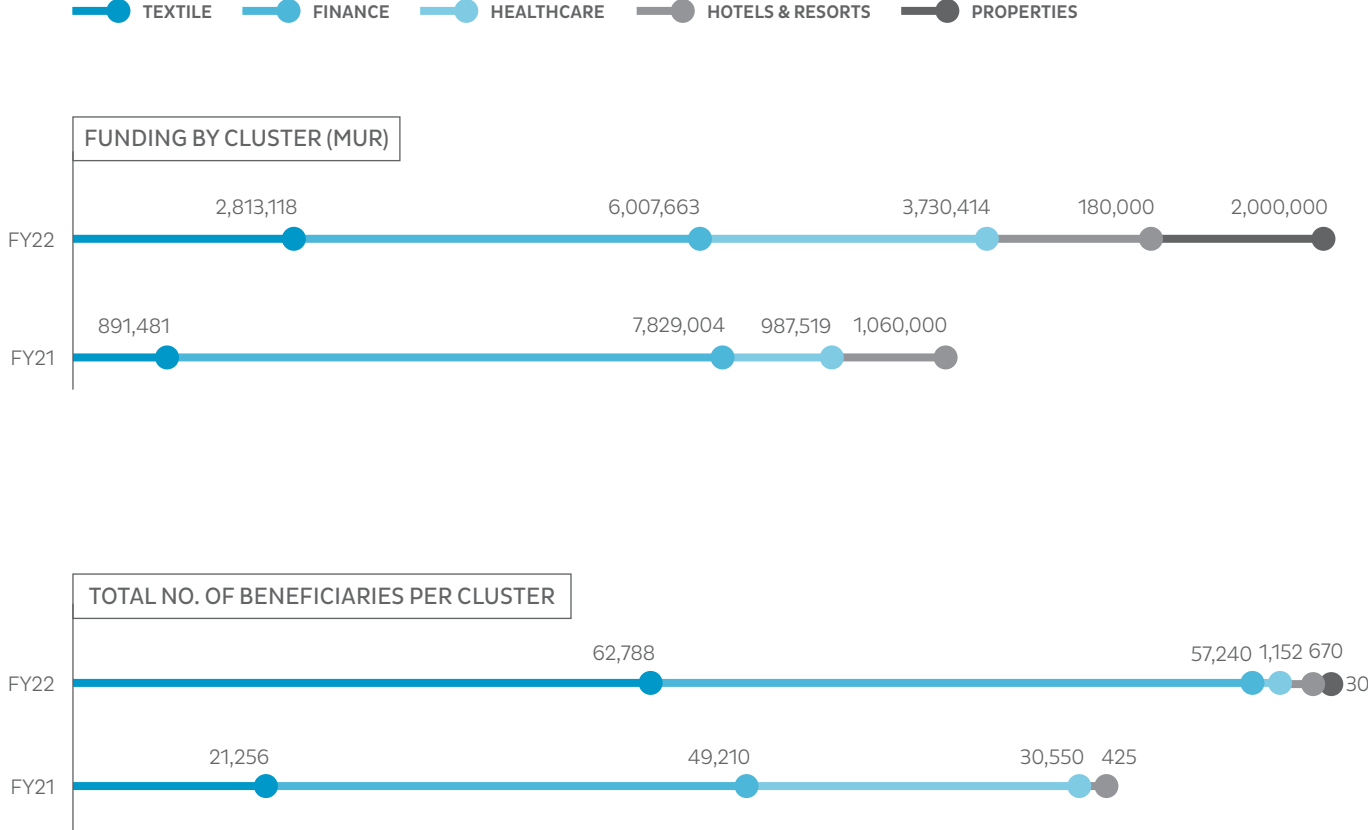 TEXTILE FINANCE HEALTHCARE HOTELS & RESORTS PROPERTIES
FUNDING BY CLUSTER (MUR)
2,813,118 6,007,663 3,730,414 180,000 2,000,000
FY22
891,481 7,829,004 987,519 1,060,000
FY21
TOTAL NO. OF BENEFICIARIES PER CLUSTER
62,788 57,240 1,152 670
FY22 30
21,256 49,210 30,550 425
FY21